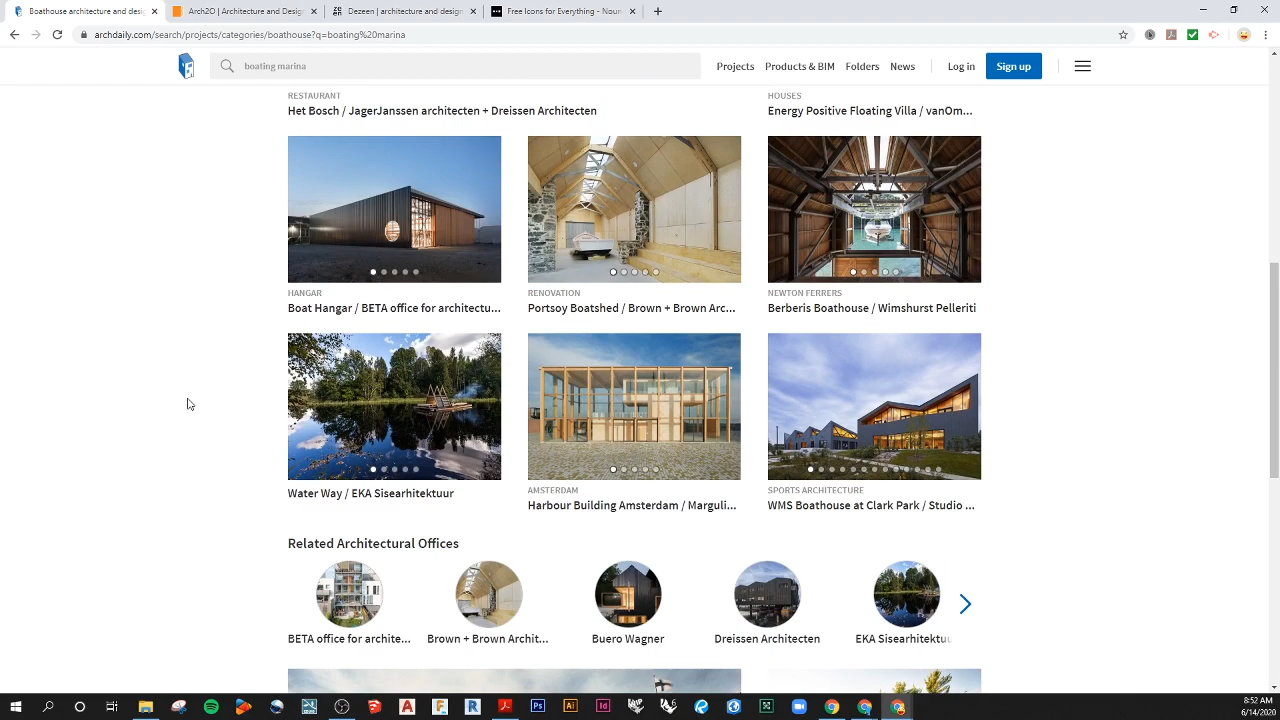 Boathouse architecture and desi
Arch2O | Architecture and Design
Dezeen | architecture and design
Free Icons for Everything - Noun
archdaily.com/search/projects/categories/boathouse?q=boating%20marina
boating marina
Projects
Products & BIM
Folders
News
Log in
Sign up
RESTAURANT
Het Bosch / JagerJanssen architecten + Dreissen Architecten
HOUSES
Energy Positive Floating Villa / vanOm...
HANGAR
Boat Hangar / BETA office for architectu...
RENOVATION
Portsoy Boatshed / Brown + Brown Arc...
NEWTON FERRERS
Berberis Boathouse / Wimshurst Pelleriti
Water Way / EKA Sisearhitektuur
AMSTERDAM
Harbour Building Amsterdam / Marguli...
SPORTS ARCHITECTURE
WMS Boathouse at Clark Park / Studio ...
Related Architectural Offices
BETA office for archite...
Brown + Brown Archit...
Buero Wagner
Dreissen Architecten
EKA Sisearhitektuu
8:52 AM
6/14/2020